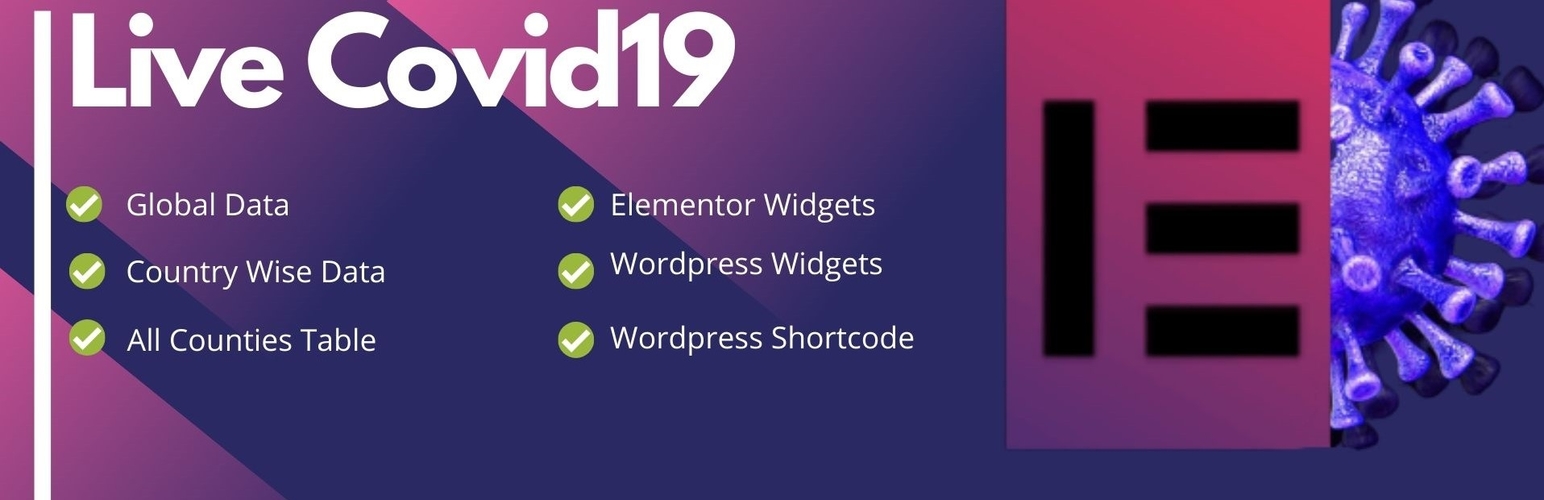 Live Covid19
Global Data
Country Wise Data
All Counties Table
Elementor Widgets
Wordpress Widgets
Wordpress Shortcode